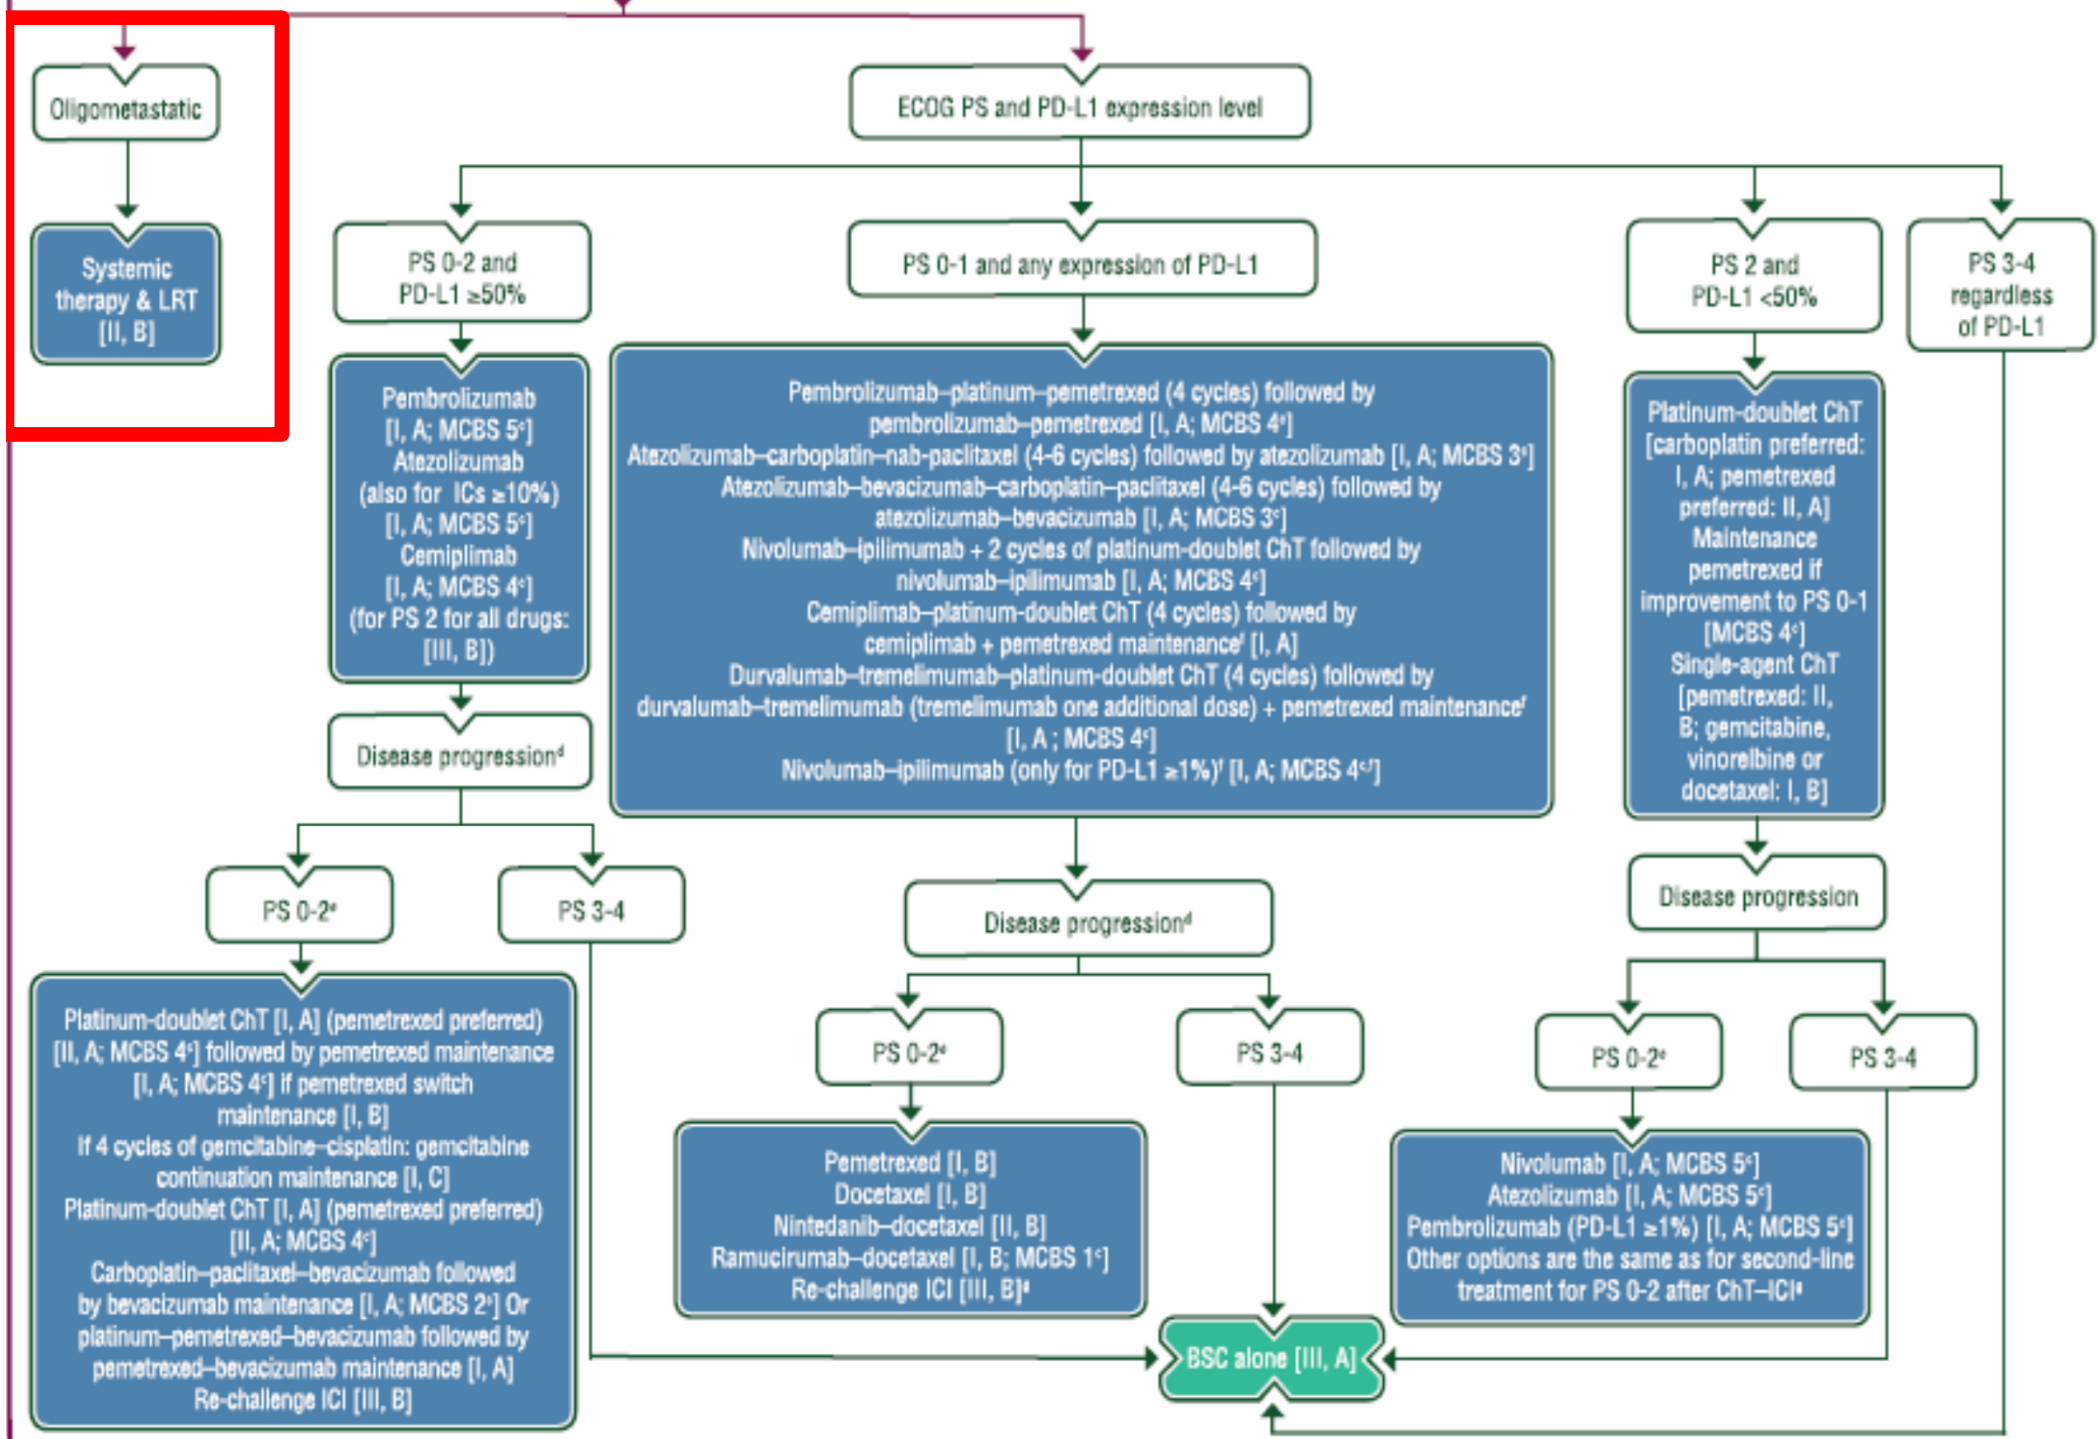 Oligometastatic
Systemic
therapy & LRT
[II, B]
ECOG PS and PD-L1 expression level
PS 0-2 and
PD-L1 ≥50%
Pembrolizumab
[I, A; MCBS 5ᶜ]
Atezolizumab
(also for ICs ≥10%)
[I, A; MCBS 5ᶜ]
Cemiplimab
[I, A; MCBS 4ᶜ]
(for PS 2 for all drugs:
[III, B])
Disease progressionᵈ
PS 0-2ᵉ
PS 3-4
Platinum-doublet ChT [I, A] (pemetrexed preferred)
[II, A; MCBS 4ᶜ] followed by pemetrexed maintenance
[I, A; MCBS 4ᶜ] if pemetrexed switch
maintenance [I, B]
If 4 cycles of gemcitabine–cisplatin: gemcitabine
continuation maintenance [I, C]
Platinum-doublet ChT [I, A] (pemetrexed preferred)
[II, A; MCBS 4ᶜ]
Carboplatin–paclitaxel–bevacizumab followed
by bevacizumab maintenance [I, A; MCBS 2ᶜ] Or
platinum–pemetrexed–bevacizumab followed by
pemetrexed–bevacizumab maintenance [I, A]
Re-challenge ICI [III, B]
PS 0-1 and any expression of PD-L1
Pembrolizumab–platinum–pemetrexed (4 cycles) followed by
pembrolizumab–pemetrexed [I, A; MCBS 4ᶜ]
Atezolizumab–carboplatin–nab-paclitaxel (4-6 cycles) followed by atezolizumab [I, A; MCBS 3ᶜ]
Atezolizumab–bevacizumab–carboplatin–paclitaxel (4-6 cycles) followed by
atezolizumab–bevacizumab [I, A; MCBS 3ᶜ]
Nivolumab–ipilimumab + 2 cycles of platinum-doublet ChT followed by
nivolumab–ipilimumab [I, A; MCBS 4ᶜ]
Cemiplimab–platinum-doublet ChT (4 cycles) followed by
cemiplimab + pemetrexed maintenanceᶠ [I, A]
Durvalumab–tremelimumab–platinum-doublet ChT (4 cycles) followed by
durvalumab–tremelimumab (tremelimumab one additional dose) + pemetrexed maintenanceᶠ
[I, A ; MCBS 4ᶜ]
Nivolumab–ipilimumab (only for PD-L1 ≥1%)ᶠ [I, A; MCBS 4ᶜ,ᶠ]
Disease progressionᵈ
PS 0-2ᵉ
PS 3-4
Pemetrexed [I, B]
Docetaxel [I, B]
Nintedanib–docetaxel [II, B]
Ramucirumab–docetaxel [I, B; MCBS 1ᶜ]
Re-challenge ICI [III, B]ᵍ
PS 2 and
PD-L1 <50%
Platinum-doublet ChT
[carboplatin preferred:
I, A; pemetrexed
preferred: II, A]
Maintenance
pemetrexed if
improvement to PS 0-1
[MCBS 4ᶜ]
Single-agent ChT
[pemetrexed: II,
B; gemcitabine,
vinorelbine or
docetaxel: I, B]
Disease progression
PS 0-2ᵉ
PS 3-4
Nivolumab [I, A; MCBS 5ᶜ]
Atezolizumab [I, A; MCBS 5ᶜ]
Pembrolizumab (PD-L1 ≥1%) [I, A; MCBS 5ᶜ]
Other options are the same as for second-line
treatment for PS 0-2 after ChT–ICIᵍ
PS 3-4
regardless
of PD-L1
BSC alone [III, A]